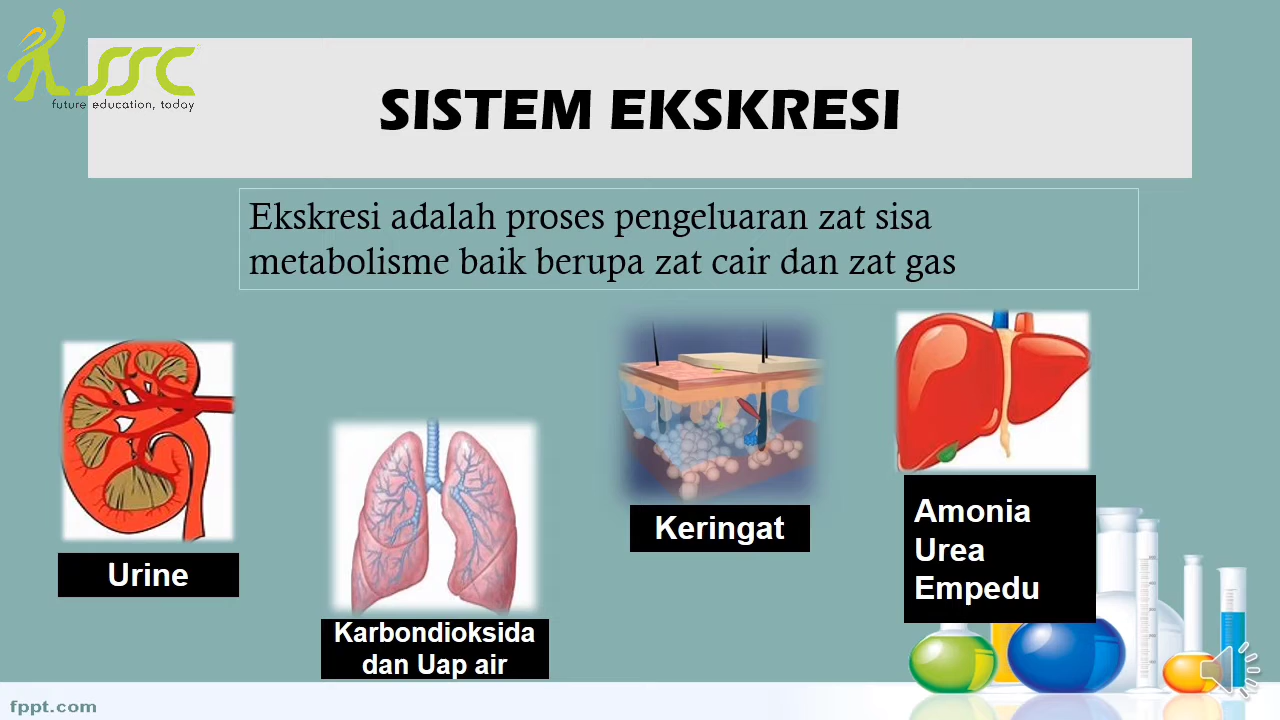 SSC
future education, today
SISTEM EKSKRESI
Ekskresi adalah proses pengeluaran zat sisa
metabolisme baik berupa zat cair dan zat gas
Urine
Karbondioksida
dan Uap air
Keringat
Amonia
Urea
Empedu
fppt.com